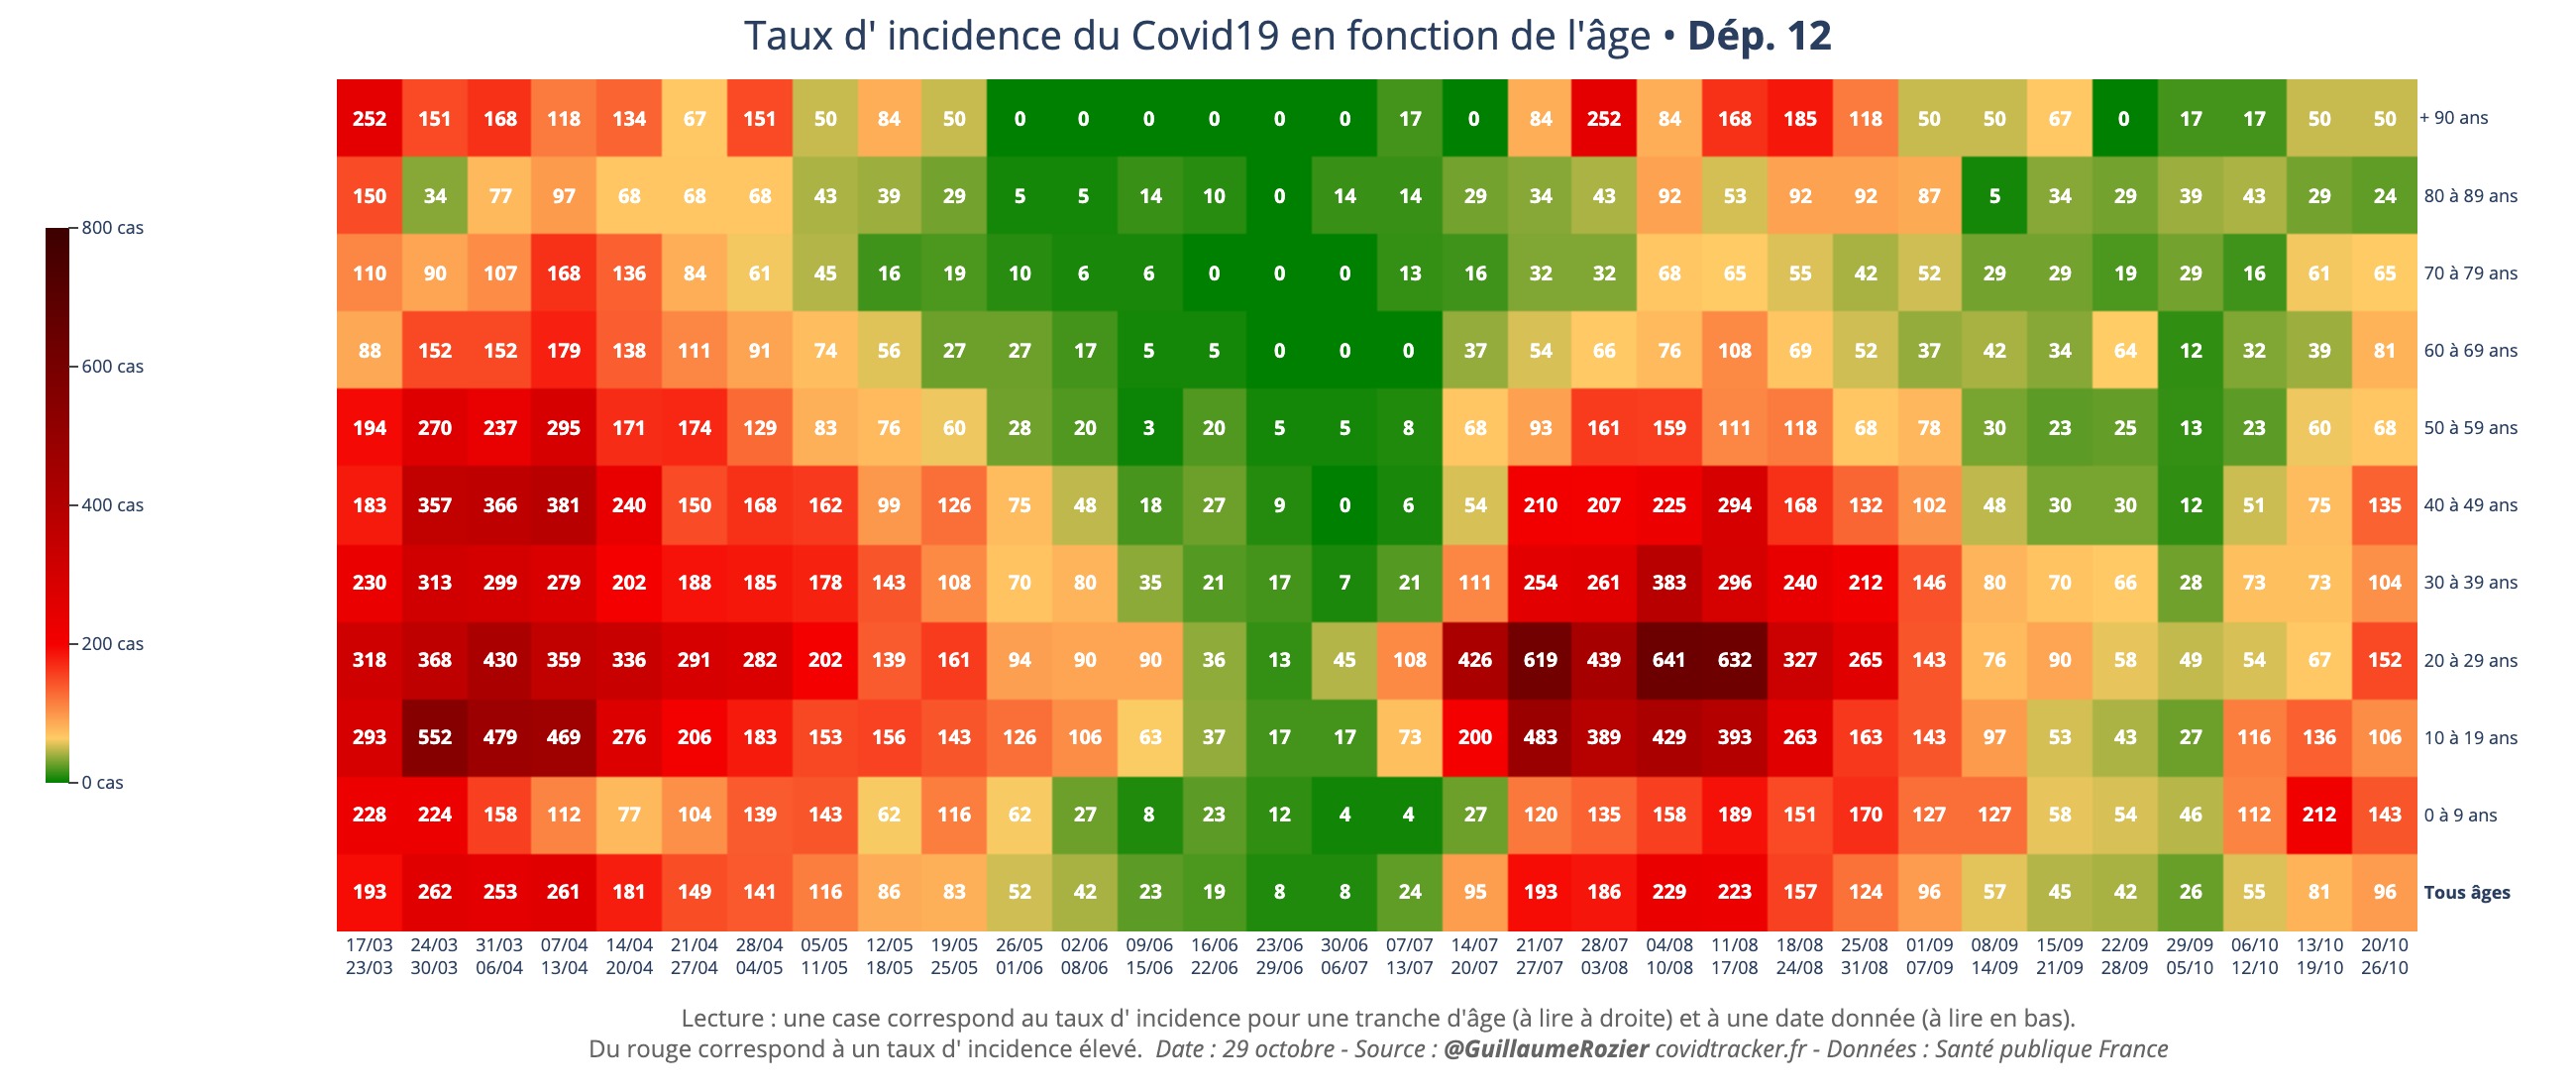 Taux d' incidence du Covid19 en fonction de l'âge • Dép. 12
800 cas
600 cas
400 cas
200 cas
0 cas
252 151 168 118 134 67 151 50 84 50 0 0 0 0 0 0 17 0 84 252 84 168 185 118 50 50 67 0 17 17 50 50 + 90 ans
150 34 77 97 68 68 68 43 39 29 5 5 14 10 0 14 14 29 34 43 92 53 92 92 87 5 34 29 39 43 29 24 80 à 89 ans
110 90 107 168 136 84 61 45 16 19 10 6 6 0 0 0 13 16 32 32 68 65 55 42 52 29 29 19 29 16 61 65 70 à 79 ans
88 152 152 179 138 111 91 74 56 27 27 17 5 5 0 0 0 37 54 66 76 108 69 52 37 42 34 64 12 32 39 81 60 à 69 ans
194 270 237 295 171 174 129 83 76 60 28 20 3 20 5 5 8 68 93 161 159 111 118 68 78 30 23 25 13 23 60 68 50 à 59 ans
183 357 366 381 240 150 168 162 99 126 75 48 18 27 9 0 6 54 210 207 225 294 168 132 102 48 30 30 12 51 75 135 40 à 49 ans
230 313 299 279 202 188 185 178 143 108 70 80 35 21 17 7 21 111 254 261 383 296 240 212 146 80 70 66 28 73 73 104 30 à 39 ans
318 368 430 359 336 291 282 202 139 161 94 90 90 36 13 45 108 426 619 439 641 632 327 265 143 76 90 58 49 54 67 152 20 à 29 ans
293 552 479 469 276 206 183 153 156 143 126 106 63 37 17 17 73 200 483 389 429 393 263 163 143 97 53 43 27 116 136 106 10 à 19 ans
228 224 158 112 77 104 139 143 62 116 62 27 8 23 12 4 4 27 120 135 158 189 151 170 127 127 58 54 46 112 212 143 0 à 9 ans
193 262 253 261 181 149 141 116 86 83 52 42 23 19 8 8 24 95 193 186 229 223 157 124 96 57 45 42 26 55 81 96 Tous âges
17/03 24/03 31/03 07/04 14/04 21/04 28/04 05/05 12/05 19/05 26/05 02/06 09/06 16/06 23/06 30/06 07/07 14/07 21/07 28/07 04/08 11/08 18/08 25/08 01/09 08/09 15/09 22/09 29/09 06/10 13/10 20/10
23/03 30/03 06/04 13/04 20/04 27/04 04/05 11/05 18/05 25/05 01/06 08/06 15/06 22/06 29/06 06/07 13/07 20/07 27/07 03/08 10/08 17/08 24/08 31/08 07/09 14/09 21/09 28/09 05/10 12/10 19/10 26/10
Lecture : une case correspond au taux d' incidence pour une tranche d'âge (à lire à droite) et à une date donnée (à lire en bas).
Du rouge correspond à un taux d' incidence élevé. Date : 29 octobre - Source : @GuillaumeRozier covidtracker.fr - Données : Santé publique France